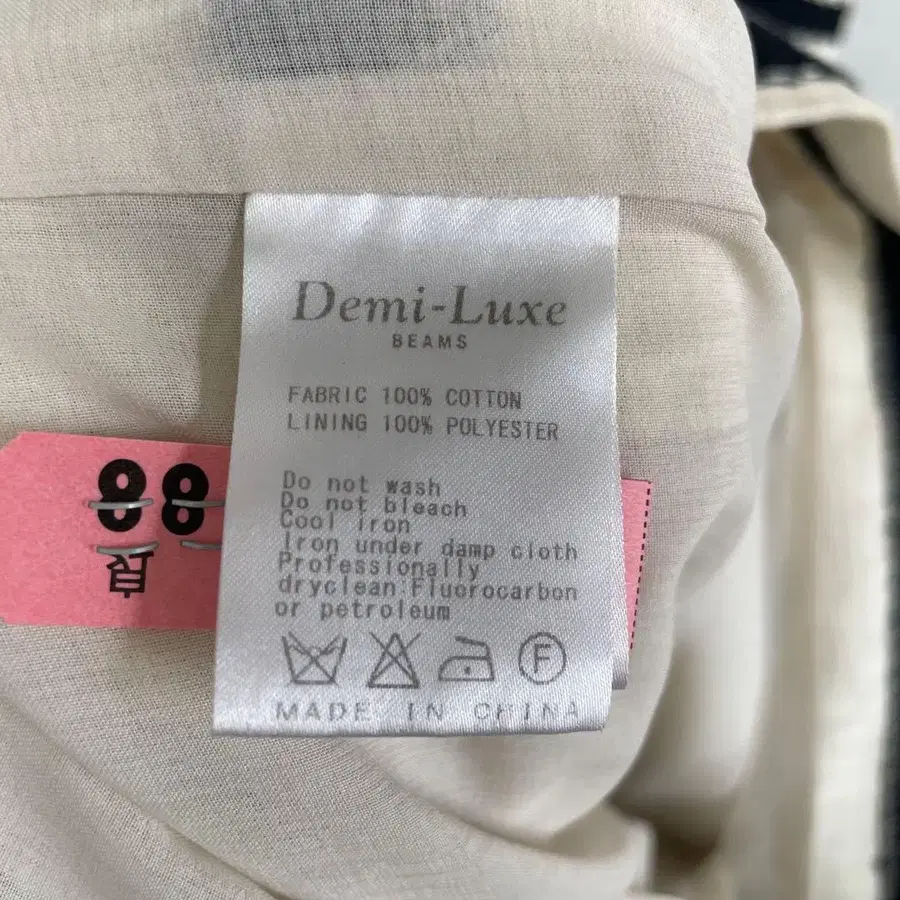 Demi-Luxe
BEAMS
FABRIC 100% COTTON
LINING 100% POLYESTER
Do not wash
Do not bleach
Cool iron
Iron under damp cloth
Professionally
dryclean:Fluorocarbon
or petroleum
F
MADE IN CHINA
88